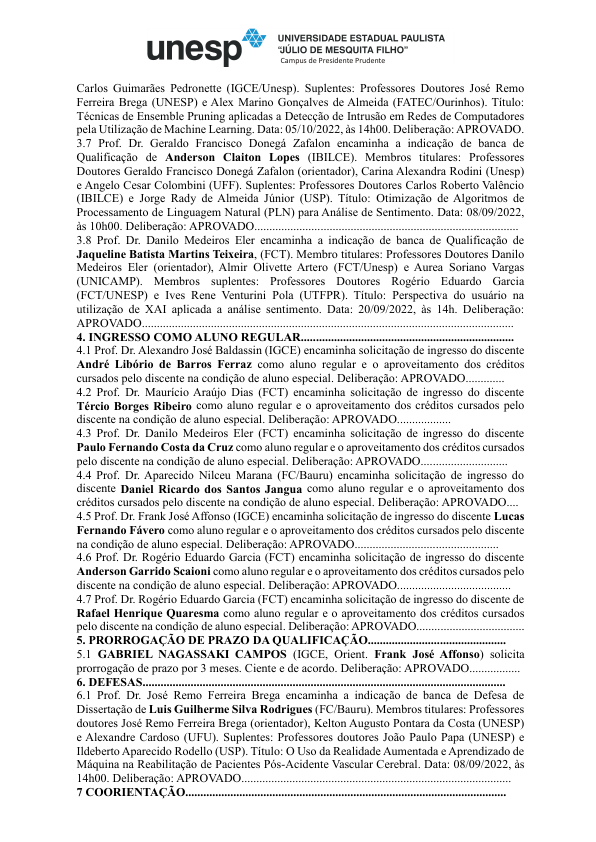 unesp
UNIVERSIDADE ESTADUAL PAULISTA
"JÚLIO DE MESQUITA FILHO"
Campus de Presidente Prudente
Carlos Guimarães Pedronette (IGCE/Unesp). Suplentes: Professores Doutores José Remo
Ferreira Brega (UNESP) e Alex Marino Gonçalves de Almeida (FATEC/Ourinhos). Título:
Técnicas de Ensemble Pruning aplicadas a Detecção de Intrusão em Redes de Computadores
pela Utilização de Machine Learning. Data: 05/10/2022, às 14h00. Deliberação: APROVADO.
3.7 Prof. Dr. Geraldo Francisco Donegá Zafalon encaminha a indicação de banca de
Qualificação de Anderson Claiton Lopes (IBILCE). Membros titulares: Professores
Doutores Geraldo Francisco Donegá Zafalon (orientador), Carina Alexandra Rodini (Unesp)
e Angelo Cesar Colombini (UFF). Suplentes: Professores Doutores Carlos Roberto Valêncio
(IBILCE) e Jorge Rady de Almeida Júnior (USP). Título: Otimização de Algoritmos de
Processamento de Linguagem Natural (PLN) para Análise de Sentimento. Data: 08/09/2022,
às 10h00. Deliberação: APROVADO.......................................................................................
3.8 Prof. Dr. Danilo Medeiros Eler encaminha a indicação de banca de Qualificação de
Jaqueline Batista Martins Teixeira, (FCT). Membro titulares: Professores Doutores Danilo
Medeiros Eler (orientador), Almir Olivette Artero (FCT/Unesp) e Aurea Soriano Vargas
(UNICAMP). Membros suplentes: Professores Doutores Rogério Eduardo Garcia
(FCT/UNESP) e Ives Rene Venturini Pola (UTFPR). Título: Perspectiva do usuário na
utilização de XAI aplicada a análise sentimento. Data: 20/09/2022, às 14h. Deliberação:
APROVADO...........................................................................................................................
4. INGRESSO COMO ALUNO REGULAR......................................................................
4.1 Prof. Dr. Alexandro José Baldassin (IGCE) encaminha solicitação de ingresso do discente
André Libório de Barros Ferraz como aluno regular e o aproveitamento dos créditos
cursados pelo discente na condição de aluno especial. Deliberação: APROVADO.............
4.2 Prof. Dr. Maurício Araújo Dias (FCT) encaminha solicitação de ingresso do discente
Tércio Borges Ribeiro como aluno regular e o aproveitamento dos créditos cursados pelo
discente na condição de aluno especial. Deliberação: APROVADO..................
4.3 Prof. Dr. Danilo Medeiros Eler (FCT) encaminha solicitação de ingresso do discente
Paulo Fernando Costa da Cruz como aluno regular e o aproveitamento dos créditos cursados
pelo discente na condição de aluno especial. Deliberação: APROVADO.............................
4.4 Prof. Dr. Aparecido Nilceu Marana (FC/Bauru) encaminha solicitação de ingresso do
discente Daniel Ricardo dos Santos Jangua como aluno regular e o aproveitamento dos
créditos cursados pelo discente na condição de aluno especial. Deliberação: APROVADO....
4.5 Prof. Dr. Frank José Affonso (IGCE) encaminha solicitação de ingresso do discente Lucas
Fernando Fávero como aluno regular e o aproveitamento dos créditos cursados pelo discente
na condição de aluno especial. Deliberação: APROVADO................................................
4.6 Prof. Dr. Rogério Eduardo Garcia (FCT) encaminha solicitação de ingresso do discente
Anderson Garrido Scaioni como aluno regular e o aproveitamento dos créditos cursados pelo
discente na condição de aluno especial. Deliberação: APROVADO......................................
4.7 Prof. Dr. Rogério Eduardo Garcia (FCT) encaminha solicitação de ingresso do discente de
Rafael Henrique Quaresma como aluno regular e o aproveitamento dos créditos cursados
pelo discente na condição de aluno especial. Deliberação: APROVADO....................................
5. PRORROGAÇÃO DE PRAZO DA QUALIFICAÇÃO..............................................
5.1 GABRIEL NAGASSAKI CAMPOS (IGCE, Orient. Frank José Affonso) solicita
prorrogação de prazo por 3 meses. Ciente e de acordo. Deliberação: APROVADO.................
6. DEFESAS........................................................................................................................
6.1 Prof. Dr. José Remo Ferreira Brega encaminha a indicação de banca de Defesa de
Dissertação de Luis Guilherme Silva Rodrigues (FC/Bauru). Membros titulares: Professores
doutores José Remo Ferreira Brega (orientador), Kelton Augusto Pontara da Costa (UNESP)
e Alexandre Cardoso (UFU). Suplentes: Professores doutores João Paulo Papa (UNESP) e
Ildeberto Aparecido Rodello (USP). Título: O Uso da Realidade Aumentada e Aprendizado de
Máquina na Reabilitação de Pacientes Pós-Acidente Vascular Cerebral. Data: 08/09/2022, às
14h00. Deliberação: APROVADO.........................................................................................
7 COORIENTAÇÃO..........................................................................................................